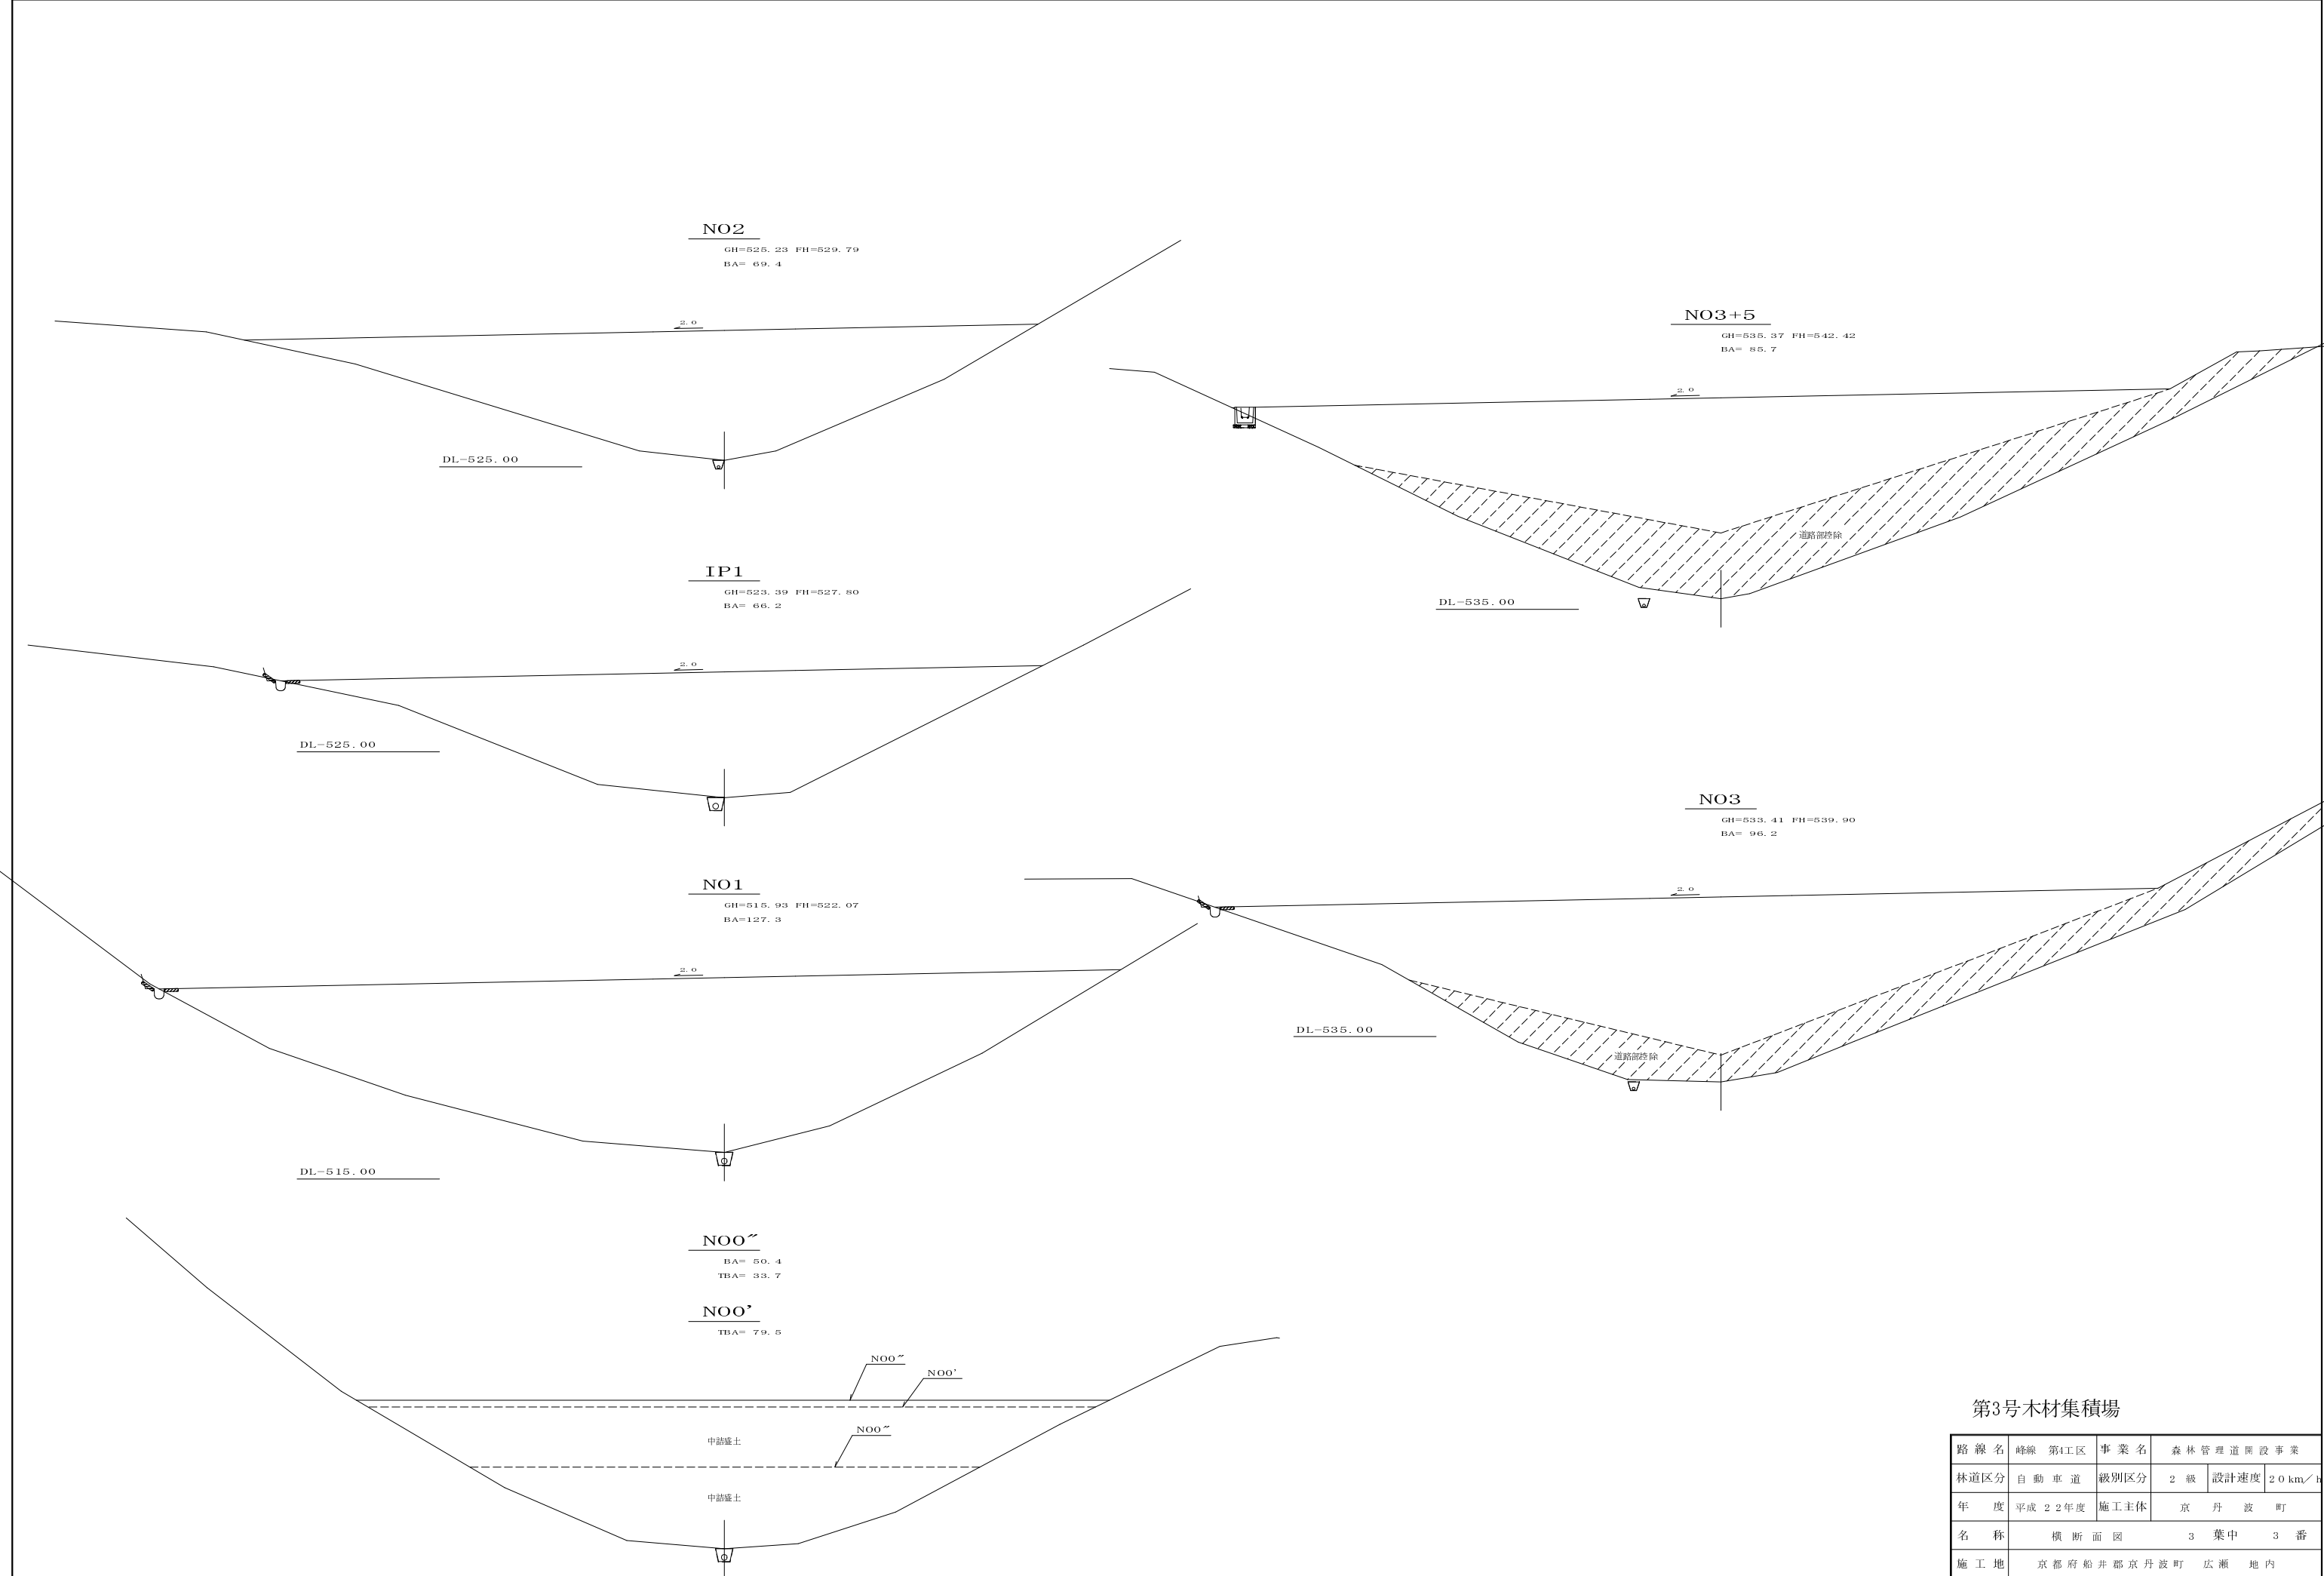 NO2
GH=525.23 FH=529.79
BA= 69.4
2.0
DL-525.00
IP1
GH=523.39 FH=527.80
BA= 66.2
2.0
DL-525.00
NO1
GH=515.93 FH=522.07
BA=127.3
2.0
DL-515.00
NO0″
BA= 50.4
TBA= 33.7
NO0'
TBA= 79.5
NO0″
NO0'
中詰盛土
NO0″
中詰盛土
NO3+5
GH=535.37 FH=542.42
BA= 85.7
2.0
道路部控除
DL-535.00
NO3
GH=533.41 FH=539.90
BA= 96.2
2.0
DL-535.00
道路部控除
第3号木材集積場
路線名 峰線 第4工区 事業名 森林管理道開設事業
林道区分 自動車道 級別区分 2級 設計速度 20km/h
年度 平成22年度 施工主体 京丹波町
名称 横断面図 3葉中 3番
施工地 京都府船井郡京丹波町 広瀬 地内